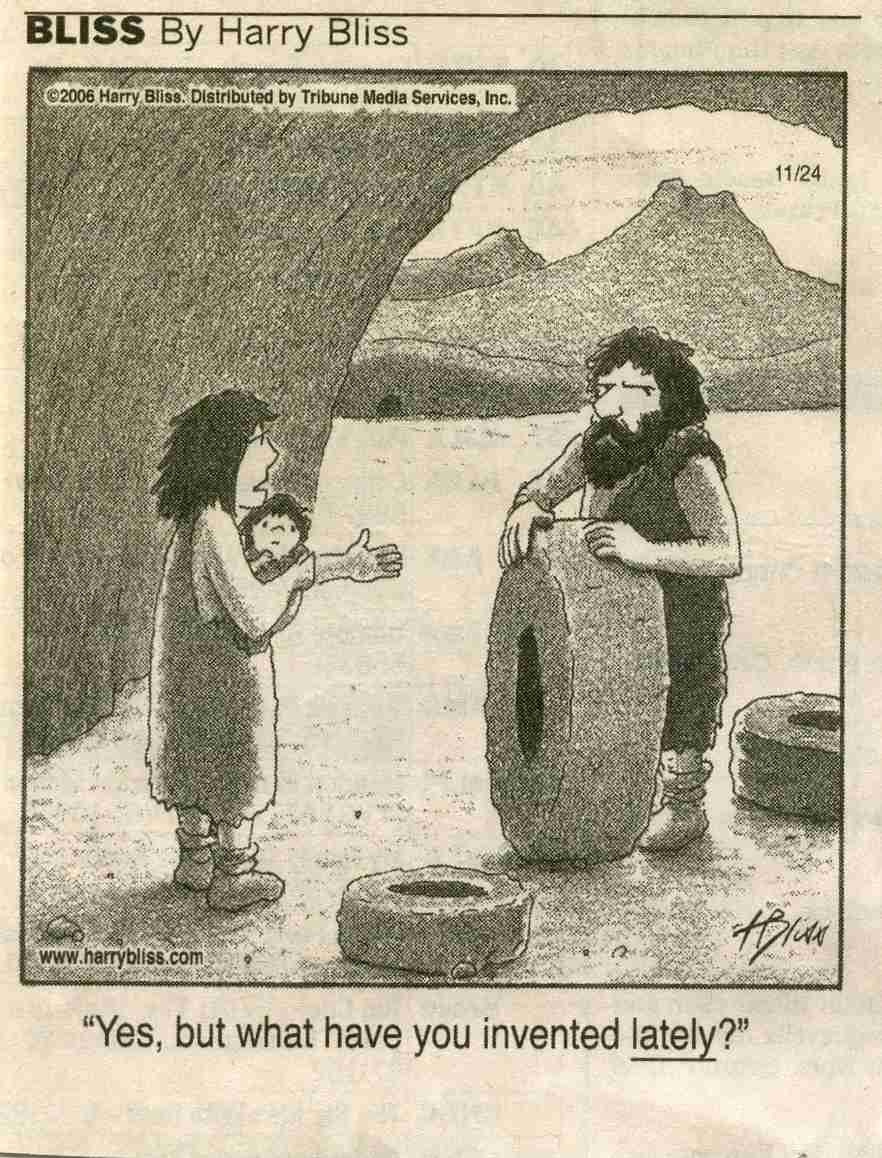 BLISS By Harry Bliss
©2006 Harry Bliss. Distributed by Tribune Media Services, Inc.
11/24
HBliss
www.harrybliss.com
“Yes, but what have you invented lately?”